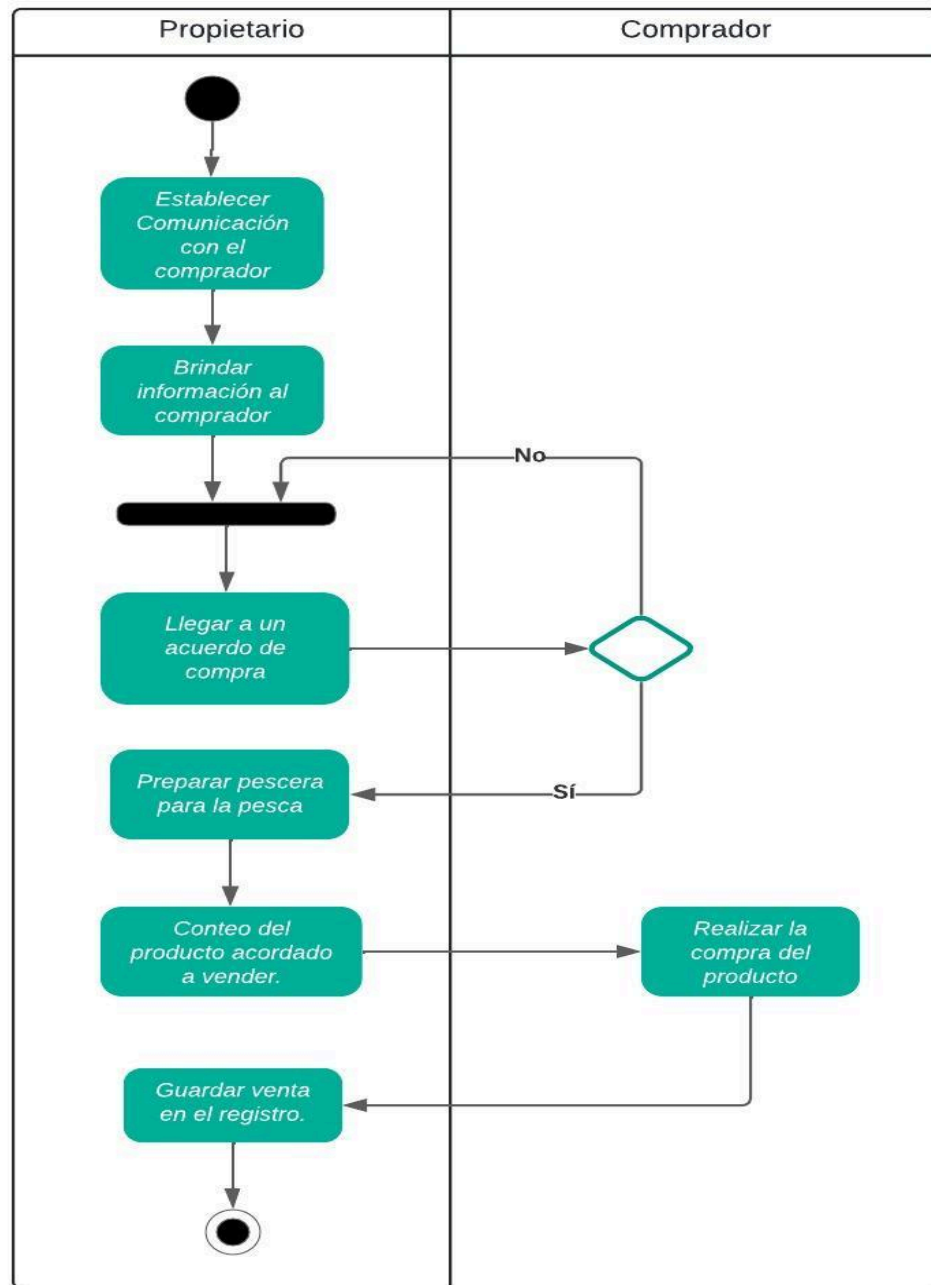 Propietario
Comprador
Establecer
Comunicación
con el
comprador
Brindar
información al
comprador
No
Llegar a un
acuerdo de
compra
Preparar pescera
para la pesca
Sí
Conteo del
producto acordado
a vender.
Realizar la
compra del
producto
Guardar venta
en el registro.